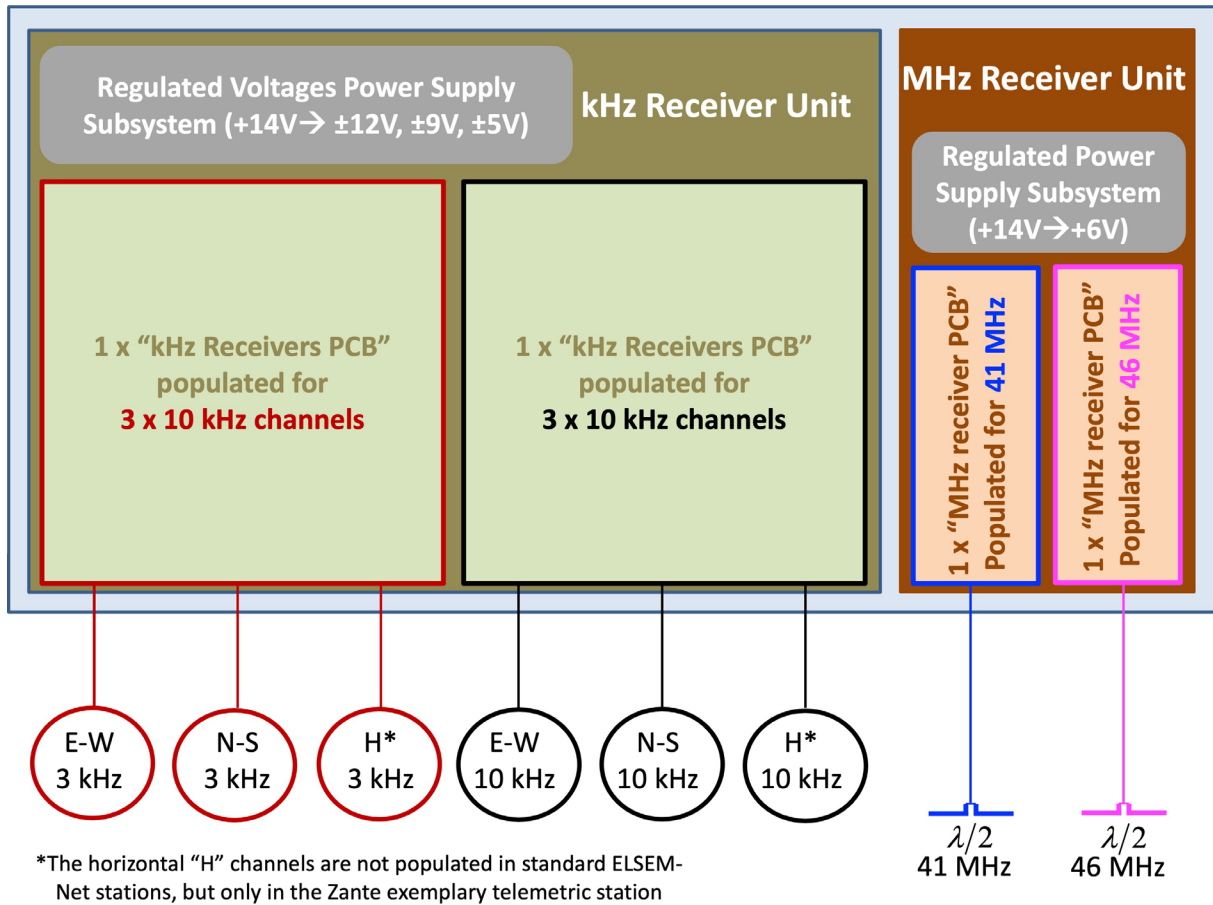 Regulated Voltages Power Supply
Subsystem (+14V→ ±12V, ±9V, ±5V)
kHz Receiver Unit
MHz Receiver Unit
Regulated Power
Supply Subsystem
(+14V→+6V)
1 x “kHz Receivers PCB”
populated for
3 x 10 kHz channels
1 x “kHz Receivers PCB”
populated for
3 x 10 kHz channels
1 x “MHz receiver PCB”
Populated for 41 MHz
1 x “MHz receiver PCB”
Populated for 46 MHz
E-W
3 kHz
N-S
3 kHz
H*
3 kHz
E-W
10 kHz
N-S
10 kHz
H*
10 kHz
λ/2
41 MHz
λ/2
46 MHz
*The horizontal “H” channels are not populated in standard ELSEM-
Net stations, but only in the Zante exemplary telemetric station